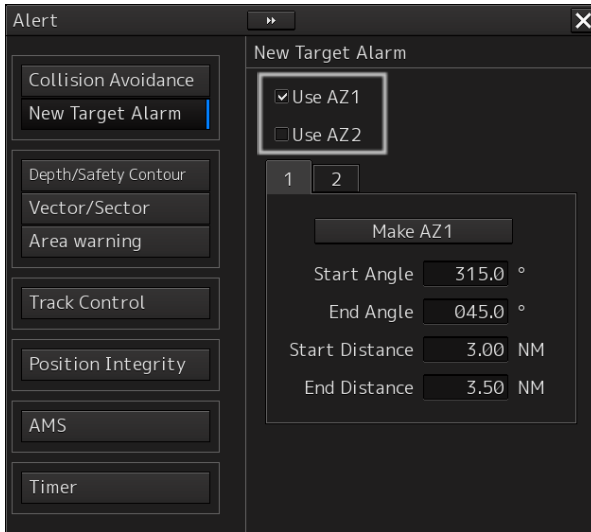 Alert
Collision Avoidance
New Target Alarm
Depth/Safety Contour
Vector/Sector
Area warning
Track Control
Position Integrity
AMS
Timer
New Target Alarm
Use AZ1
Use AZ2
1 2
Make AZ1
Start Angle 315.0 °
End Angle 045.0 °
Start Distance 3.00 NM
End Distance 3.50 NM